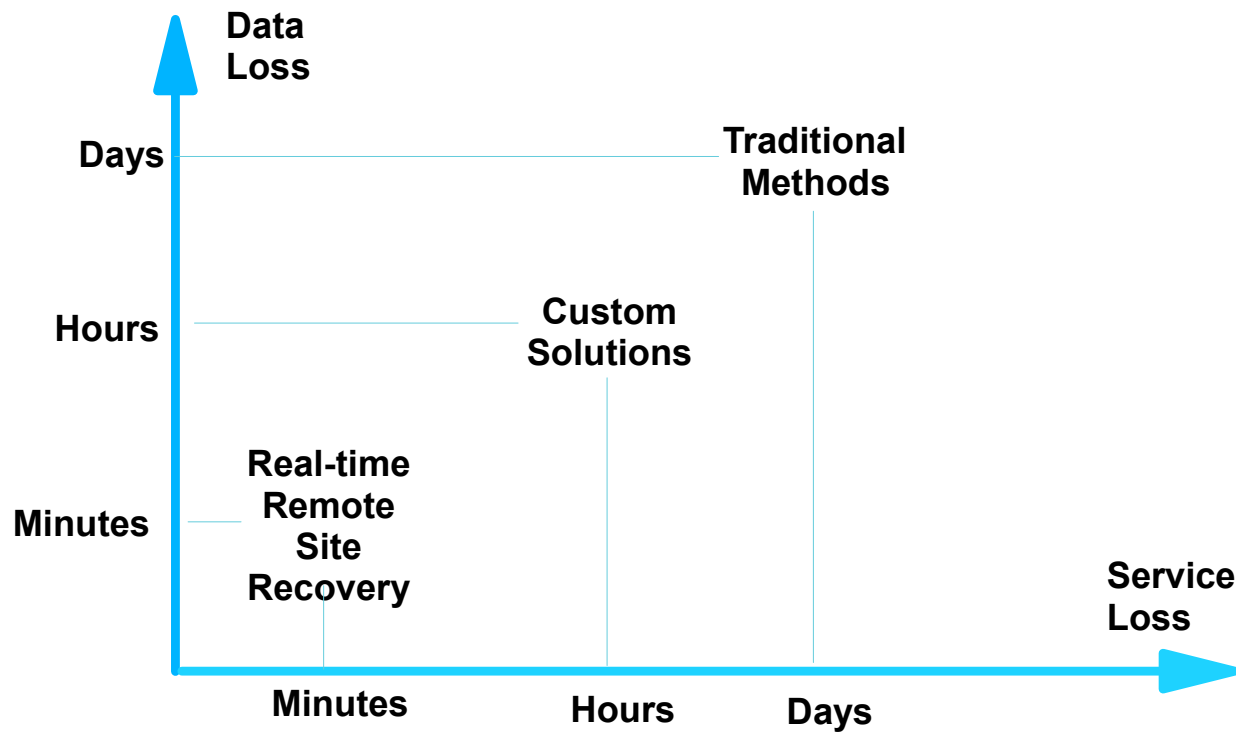 Data
Loss
Days
Traditional
Methods
Hours
Custom
Solutions
Minutes
Real-time
Remote
Site
Recovery
Service
Loss
Minutes
Hours
Days